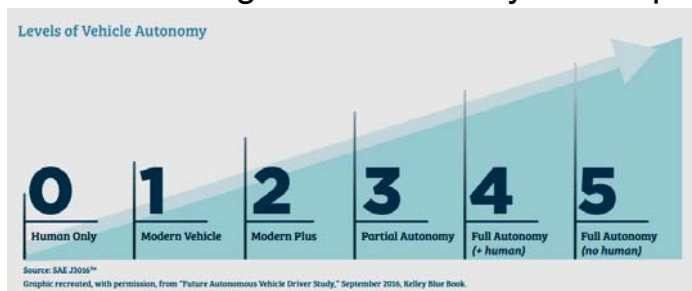 Levels of Vehicle Autonomy
0 1 2 3 4 5
Human Only Modern Vehicle Modern Plus Partial Autonomy Full Autonomy Full Autonomy
(+ human) (no human)
Source: SAE J3016™
Graphic recreated, with permission, from "Future Autonomous Vehicle Driver Study," September 2016, Kelley Blue Book.